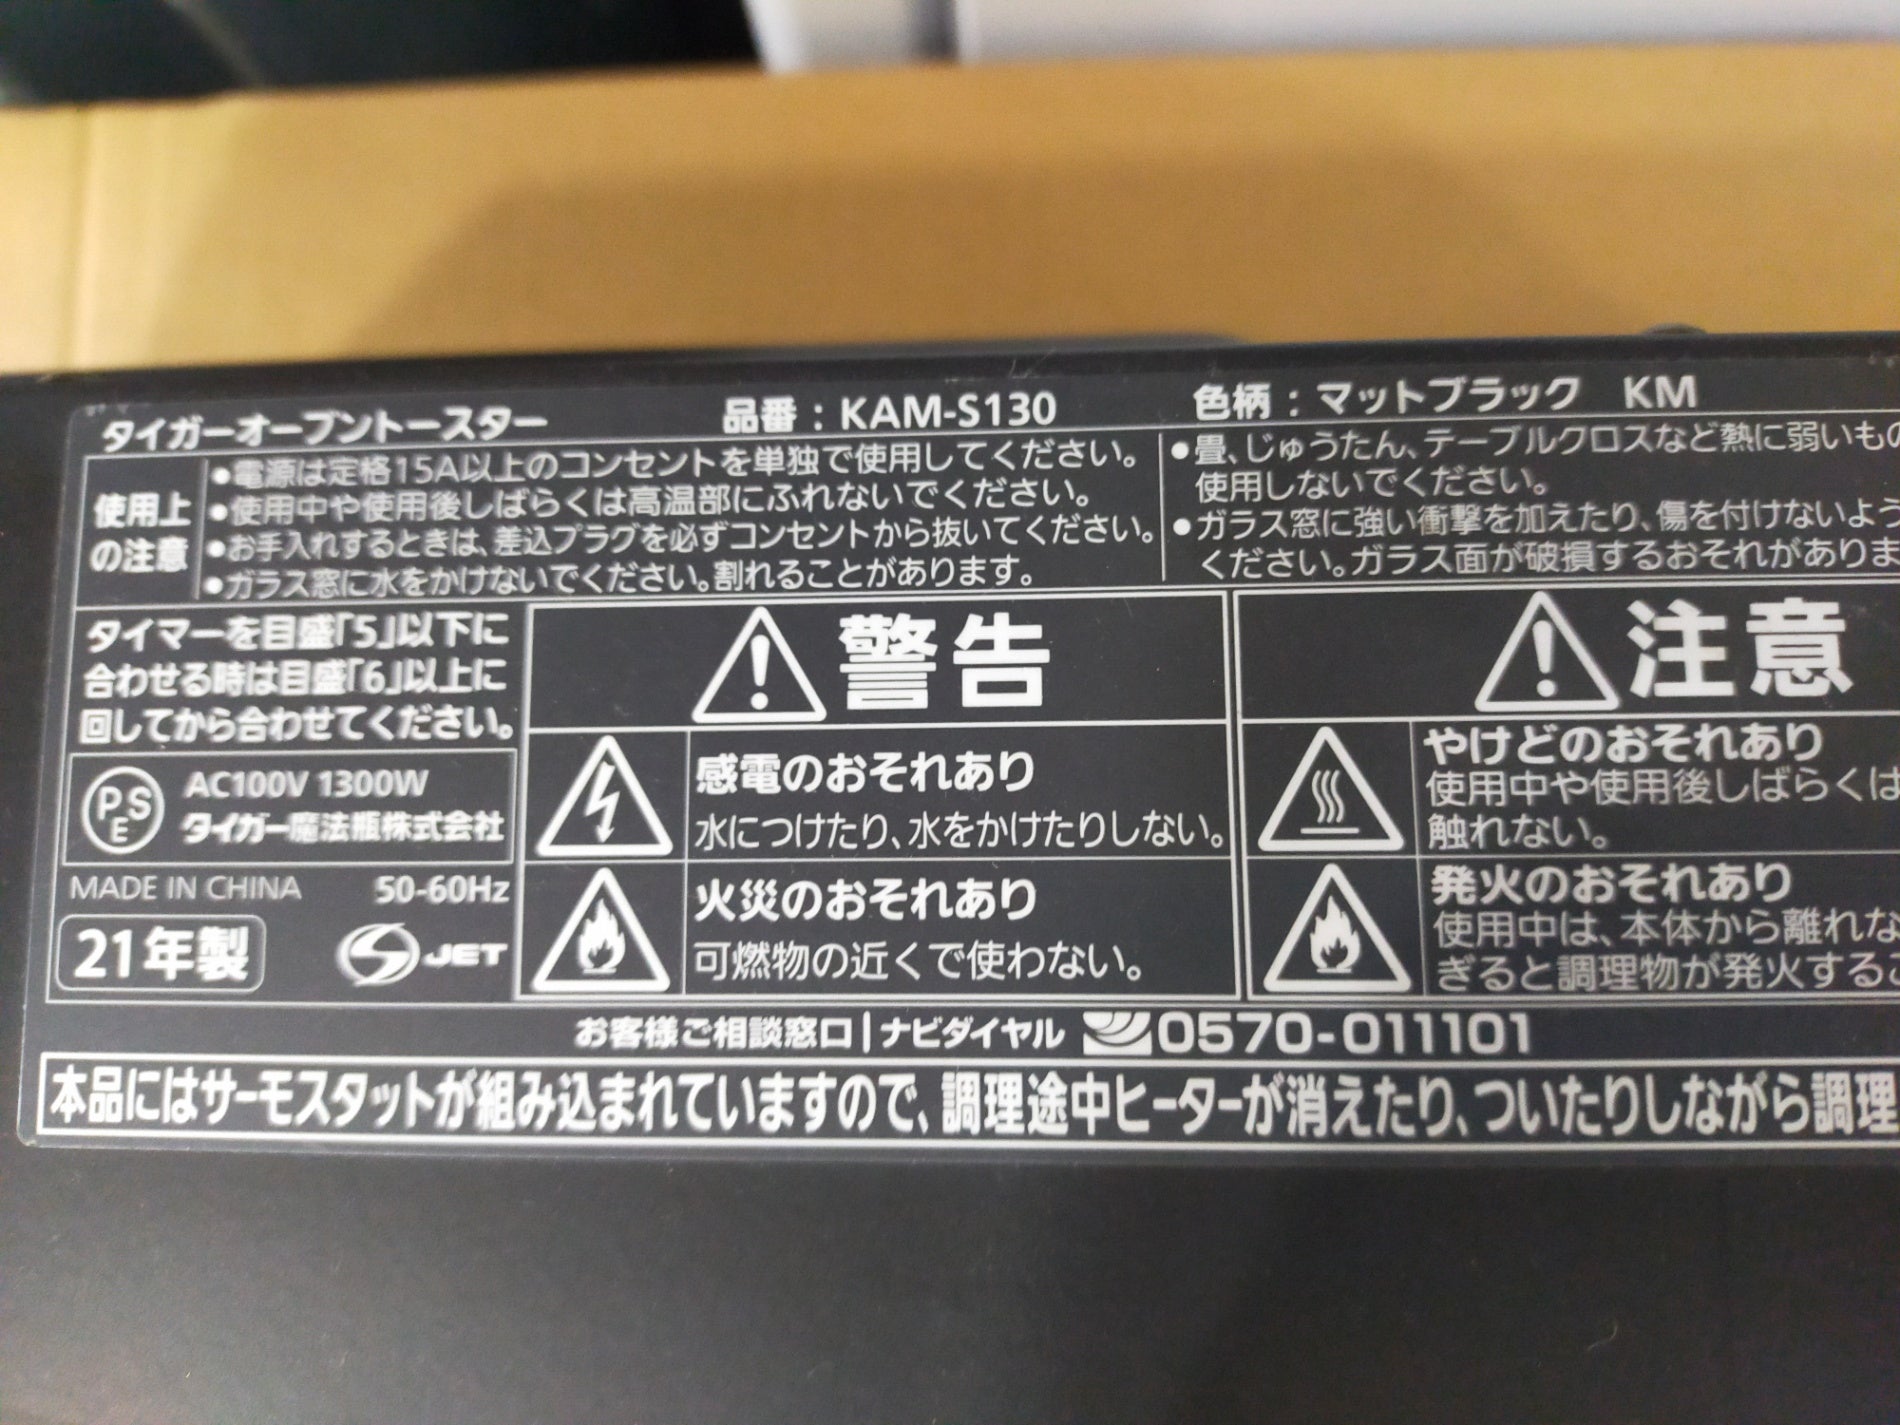 タイガーオーブントースター 品番：KAM-S130 色柄：マットブラック KM
使用上
の注意
●電源は定格15A以上のコンセントを単独で使用してください。
●使用中や使用後しばらくは高温部にふれないでください。
●お手入れするときは、差込プラグを必ずコンセントから抜いてください。
●ガラス窓に水をかけないでください。割れることがあります。
●畳、じゅうたん、テーブルクロスなど熱に弱いもの
使用しないでください。
●ガラス窓に強い衝撃を加えたり、傷を付けないよう
ください。ガラス面が破損するおそれがありま
タイマーを目盛「5」以下に
合わせる時は目盛「6」以上に
回してから合わせてください。
PSE
AC100V 1300W
タイガー魔法瓶株式会社
MADE IN CHINA 50-60Hz
21年製 JET
警告
感電のおそれあり
水につけたり、水をかけたりしない。
火災のおそれあり
可燃物の近くで使わない。
注意
やけどのおそれあり
使用中や使用後しばらくは
触れない。
発火のおそれあり
使用中は、本体から離れな
ぎると調理物が発火するこ
お客様ご相談窓口|ナビダイヤル 0570-011101
本品にはサーモスタットが組み込まれていますので、調理途中ヒーターが消えたり、ついたりしながら調理